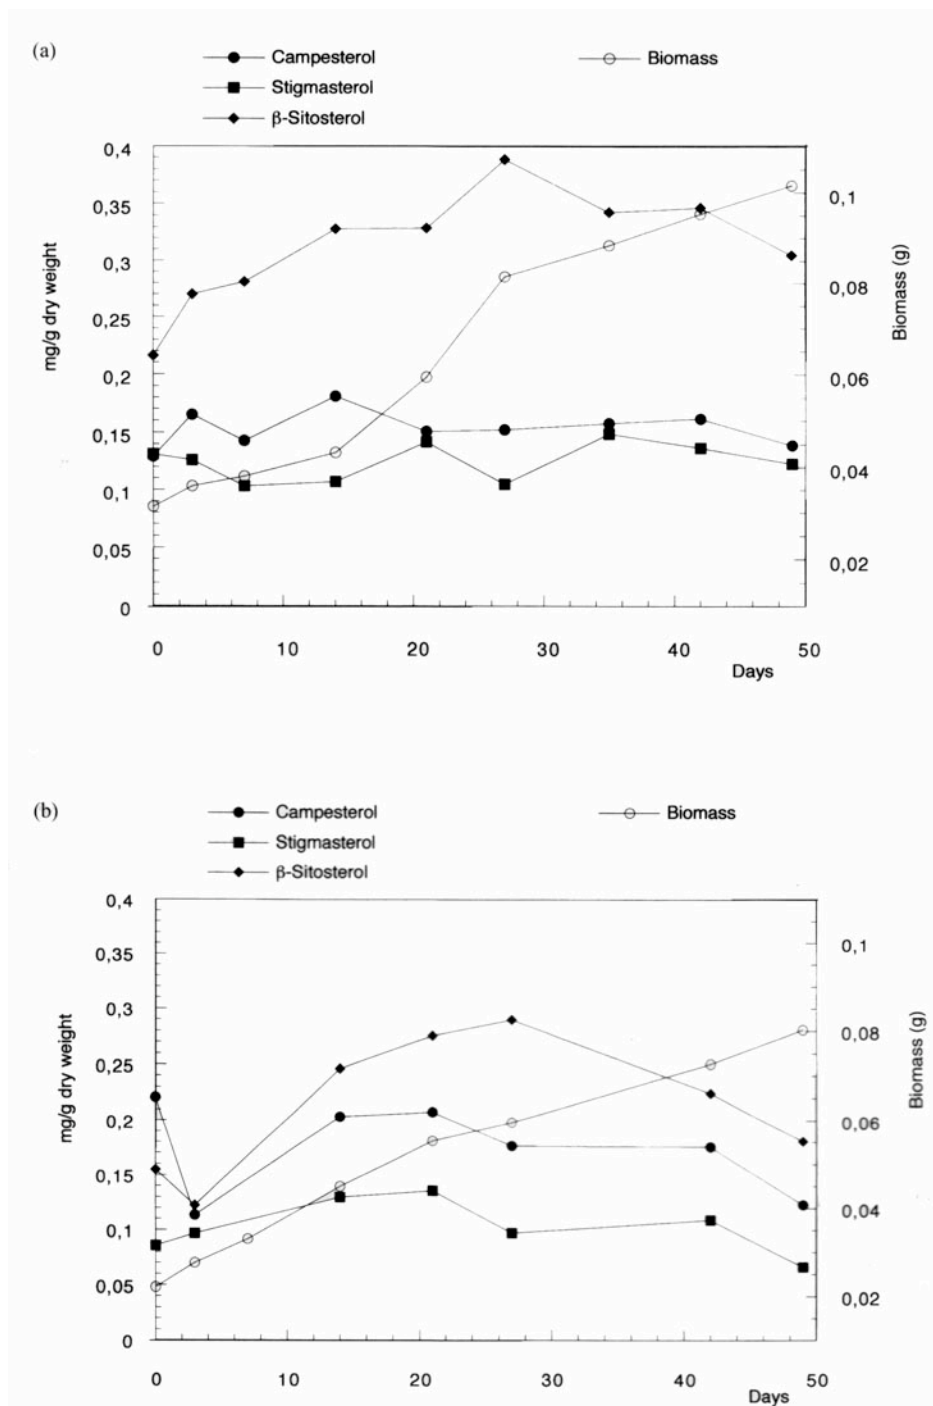 (a)
Campesterol
Biomass
Stigmasterol
β-Sitosterol
0,4
0,35
0,3
0,25
0,2
0,15
0,1
0,05
0
mg/g dry weight
0,1
0,08
0,06
0,04
0,02
Biomass (g)
0 10 20 30 40 50
Days
(b)
Campesterol
Biomass
Stigmasterol
β-Sitosterol
0,4
0,35
0,3
0,25
0,2
0,15
0,1
0,05
0
mg/g dry weight
0,1
0,08
0,06
0,04
0,02
Biomass (g)
0 10 20 30 40 50
Days